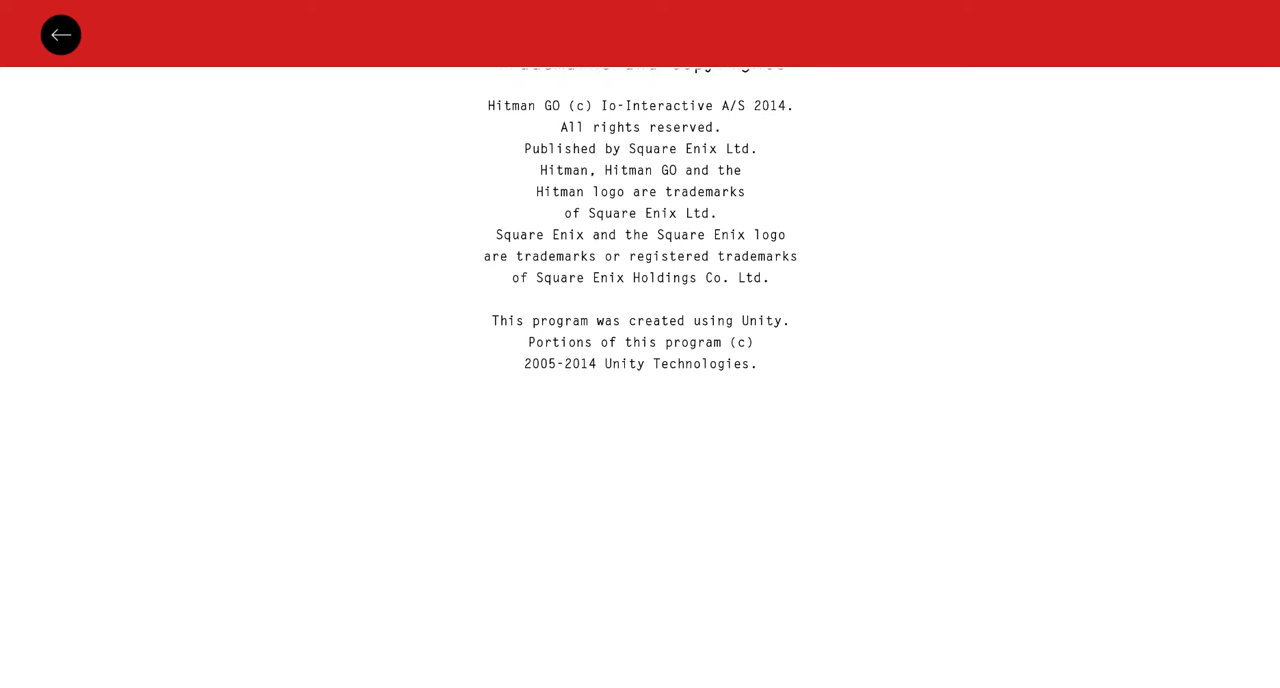 Trademarks and Copyrights
Hitman GO (c) Io-Interactive A/S 2014.
All rights reserved.
Published by Square Enix Ltd.
Hitman, Hitman GO and the
Hitman logo are trademarks
of Square Enix Ltd.
Square Enix and the Square Enix logo
are trademarks or registered trademarks
of Square Enix Holdings Co. Ltd.
This program was created using Unity.
Portions of this program (c)
2005-2014 Unity Technologies.